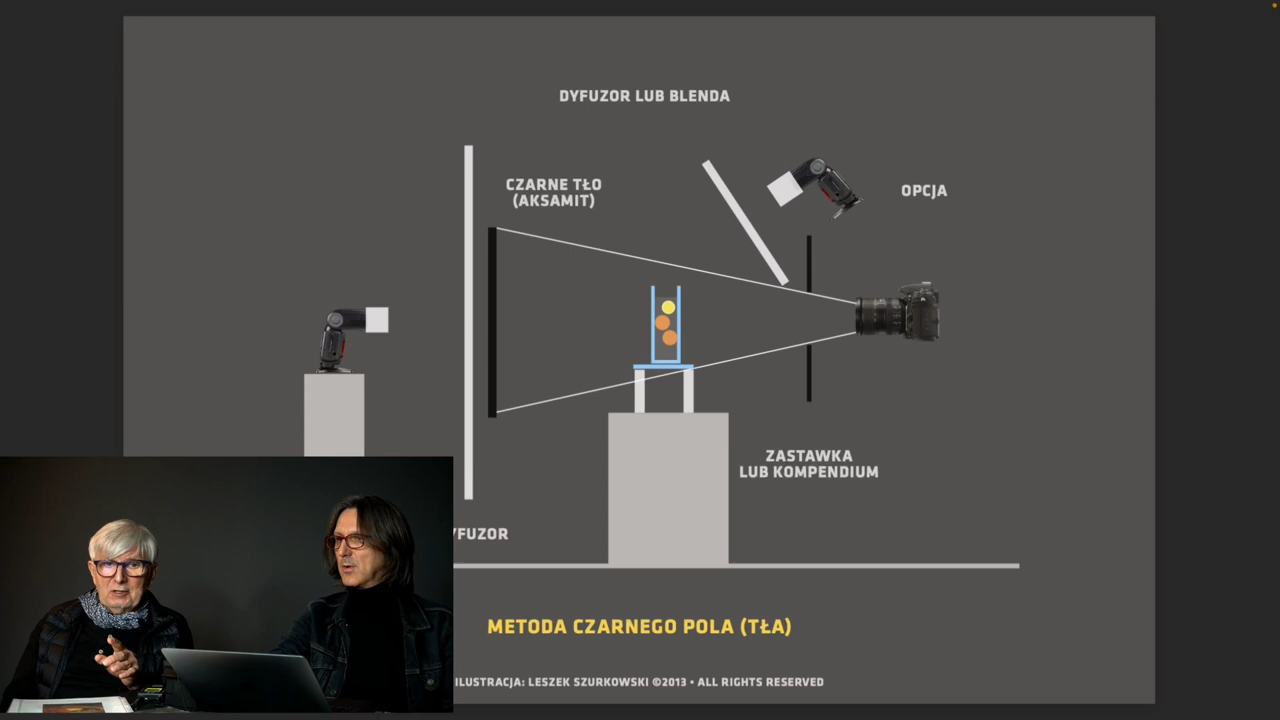 DYFUZOR LUB BLENDA
CZARNE TŁO
(AKSAMIT)
OPCJA
ZASTAWKA
LUB KOMPENDIUM
YFUZOR
METODA CZARNEGO POLA (TŁA)
ILUSTRACJA: LESZEK SZURKOWSKI ©2013 • ALL RIGHTS RESERVED